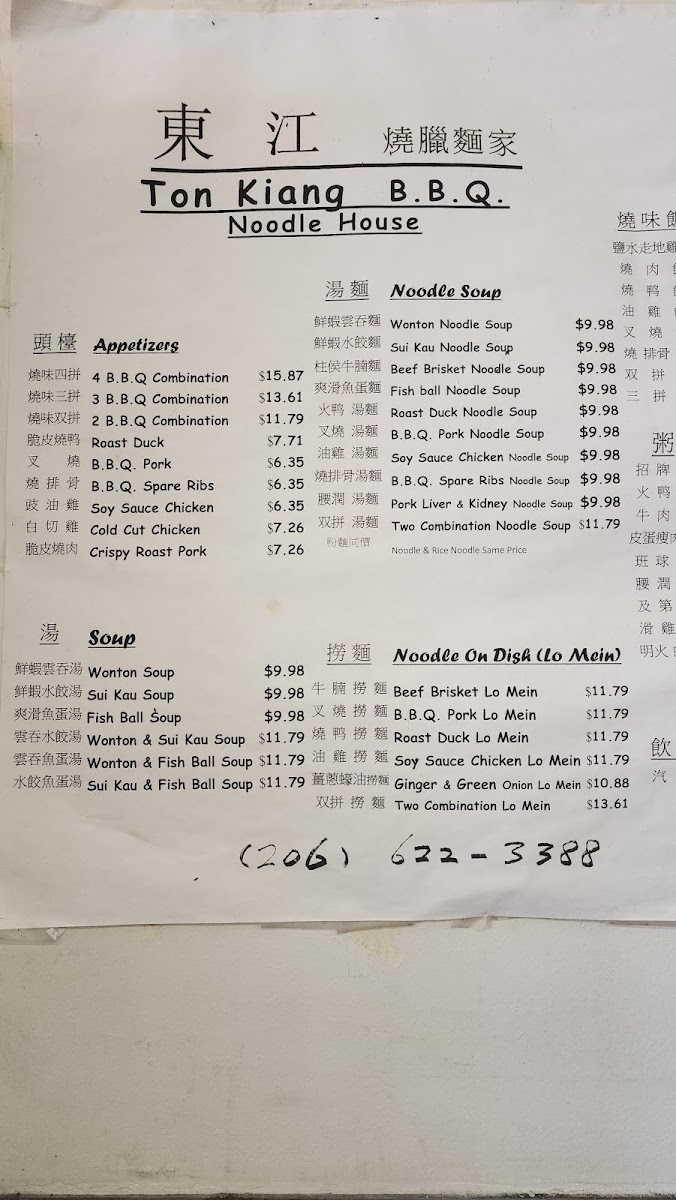 東 江 燒臘麵家
Ton Kiang B.B.Q.
Noodle House
頭檯 Appetizers
燒味四拼 4 B.B.Q Combination $15.87
燒味三拼 3 B.B.Q Combination $13.61
燒味双拼 2 B.B.Q Combination $11.79
脆皮燒鸭 Roast Duck $7.71
叉 燒 B.B.Q. Pork $6.35
燒 排 骨 B.B.Q. Spare Ribs $6.35
豉 油 雞 Soy Sauce Chicken $6.35
白 切 雞 Cold Cut Chicken $7.26
脆皮燒肉 Crispy Roast Pork $7.26
湯 Soup
鮮蝦雲吞湯 Wonton Soup $9.98
鮮蝦水餃湯 Sui Kau Soup $9.98
爽滑魚蛋湯 Fish Ball Soup $9.98
雲吞水餃湯 Wonton & Sui Kau Soup $11.79
雲吞魚蛋湯 Wonton & Fish Ball Soup $11.79
水餃魚蛋湯 Sui Kau & Fish Ball Soup $11.79
湯 麵 Noodle Soup
鮮蝦雲吞麵 Wonton Noodle Soup $9.98
鮮蝦水餃麵 Sui Kau Noodle Soup $9.98
柱侯牛腩麵 Beef Brisket Noodle Soup $9.98
爽滑魚蛋麵 Fish ball Noodle Soup $9.98
火鸭 湯麵 Roast Duck Noodle Soup $9.98
叉燒 湯麵 B.B.Q. Pork Noodle Soup $9.98
油雞 湯麵 Soy Sauce Chicken Noodle Soup $9.98
燒排骨湯麵 B.B.Q. Spare Ribs Noodle Soup $9.98
腰潤 湯麵 Pork Liver & Kidney Noodle Soup $9.98
双拼 湯麵 Two Combination Noodle Soup $11.79
粉麵同價 Noodle & Rice Noodle Same Price
撈 麵 Noodle On Dish (Lo Mein)
牛 腩 撈 麵 Beef Brisket Lo Mein $11.79
叉 燒 撈 麵 B.B.Q. Pork Lo Mein $11.79
燒 鸭 撈 麵 Roast Duck Lo Mein $11.79
油 雞 撈 麵 Soy Sauce Chicken Lo Mein $11.79
薑蔥蠔油撈麵 Ginger & Green Onion Lo Mein $10.88
双拼 撈 麵 Two Combination Lo Mein $13.61
燒 味
鹽水走地雞
燒 肉
燒 鸭
油 雞
叉 燒
燒 排骨
双 拼
三 拼
粥
招 牌
火 鸭
牛 肉
皮蛋瘦肉
班 球
腰 潤
及 第
滑 雞
明火
飲
汽
(206) 622-3388